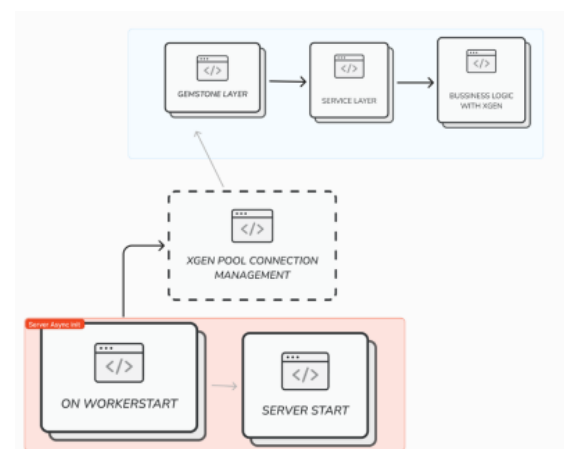 </>
</>
</>
GEMSTONE LAYER
SERVICE LAYER
BUSSINESS LOGIC
WITH XGEN
</>
XGEN POOL CONNECTION
MANAGEMENT
Server Async Init
</>
</>
ON WORKERSTART
SERVER START